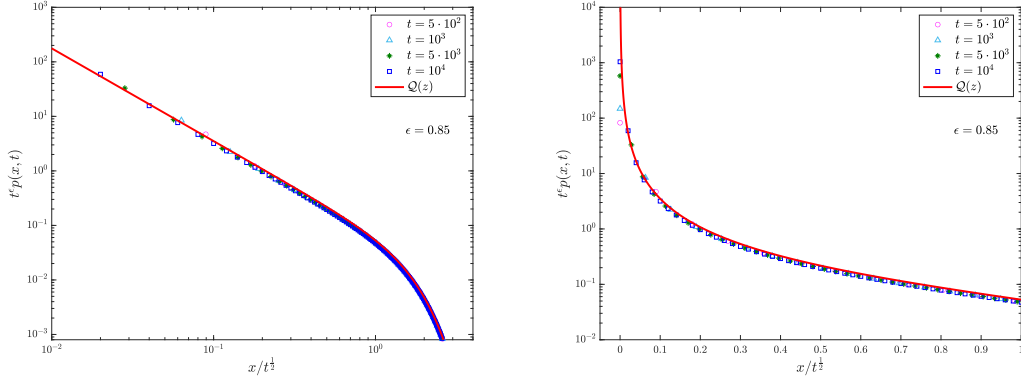 10^4
10^3
10^2
10^1
10^0
10^{-1}
10^{-2}
10^{-3}
t^ϵ p(x, t)
t = 5 · 10^2
t = 10^3
t = 5 · 10^3
t = 10^4
𝒬(z)
ϵ = 0.85
10^{-2} 10^{-1} 10^0
x/t^{1/2}
10^4
10^3
10^2
10^1
10^0
10^{-1}
10^{-2}
t^ϵ p(x, t)
t = 5 · 10^2
t = 10^3
t = 5 · 10^3
t = 10^4
𝒬(z)
ϵ = 0.85
0 0.1 0.2 0.3 0.4 0.5 0.6 0.7 0.8 0.9 1
x/t^{1/2}